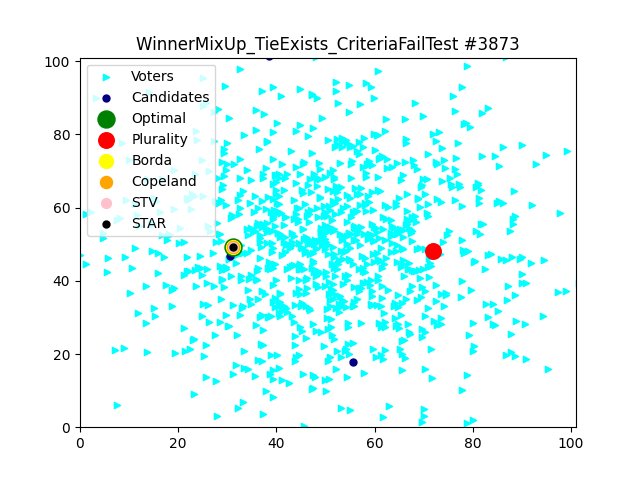 WinnerMixUp_TieExists_CriteriaFailTest #3873
Voters
Candidates
Optimal
Plurality
Borda
Copeland
STV
STAR
100
80
60
40
20
0
0 20 40 60 80 100